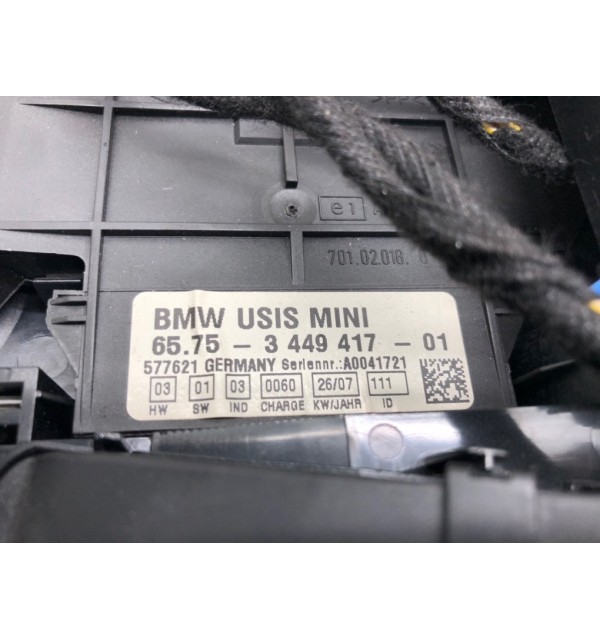 e1
701.02.018.
BMW USIS MINI
65.75 - 3 449 417 - 01
577621 GERMANY Seriennr.:A0041721
03 01 03 0060 26/07 111
HW SW IND CHARGE KW/JAHR ID